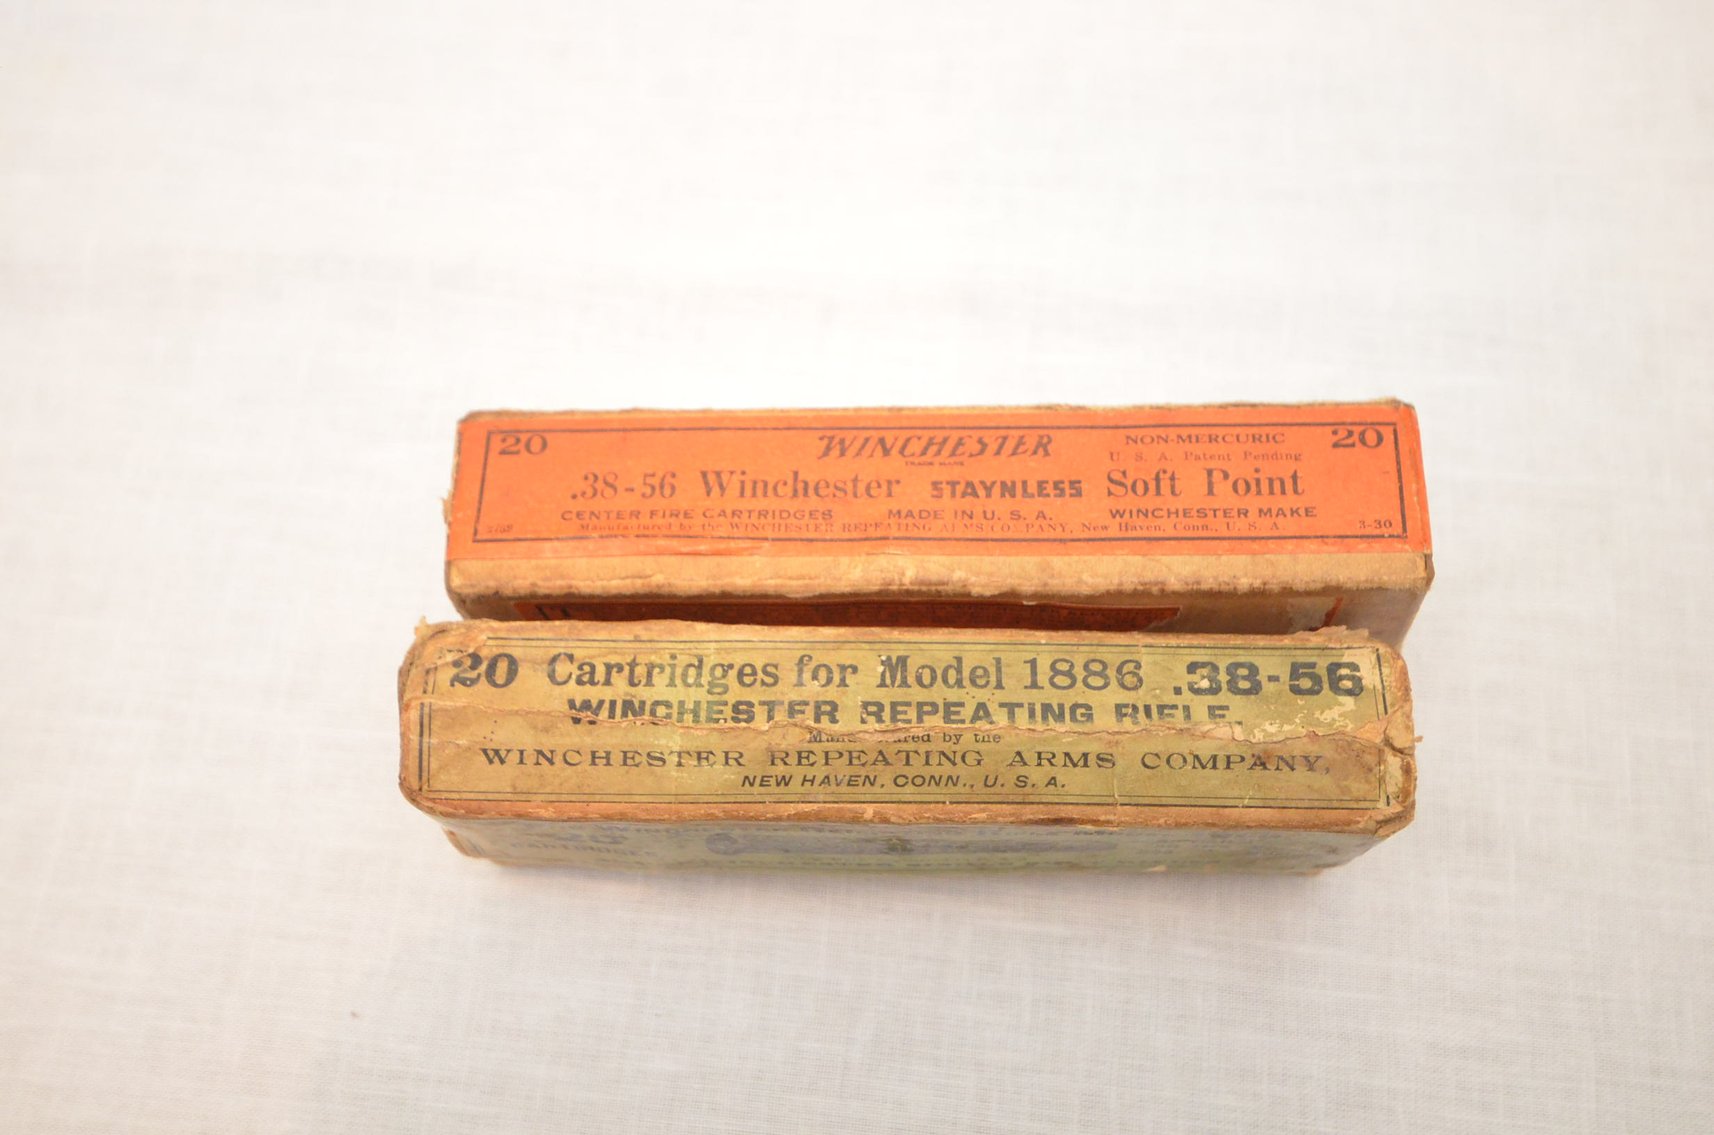 20 WINCHESTER NON-MERCURIC 20
TRADE MARK U. S. A. Patent Pending
.38-56 Winchester STAYNLESS Soft Point
CENTER FIRE CARTRIDGES MADE IN U. S. A. WINCHESTER MAKE
Manufactured by the WINCHESTER REPEATING ARMS COMPANY, New Haven, Conn., U. S. A. 3-30
20 Cartridges for Model 1886 .38-56
WINCHESTER REPEATING RIFLE.
by the
WINCHESTER REPEATING ARMS COMPANY,
NEW HAVEN, CONN., U. S. A.